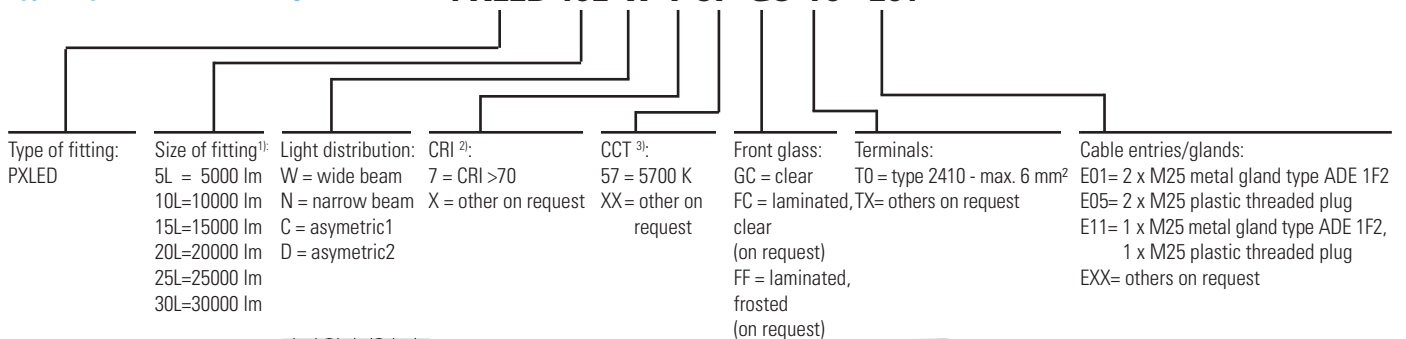 Type of fitting:
PXLED
Size of fitting¹⁾:
5L = 5000 lm
10L=10000 lm
15L=15000 lm
20L=20000 lm
25L=25000 lm
30L=30000 lm
Light distribution:
W = wide beam
N = narrow beam
C = asymetric1
D = asymetric2
CRI ²⁾:
7 = CRI >70
X = other on request
CCT ³⁾:
57 = 5700 K
XX = other on
request
Front glass:
GC = clear
FC = laminated,
clear
(on request)
FF = laminated,
frosted
(on request)
Terminals:
T0 = type 2410 - max. 6 mm²
TX= others on request
Cable entries/glands:
E01= 2 x M25 metal gland type ADE 1F2
E05= 2 x M25 plastic threaded plug
E11= 1 x M25 metal gland type ADE 1F2,
1 x M25 plastic threaded plug
EXX= others on request